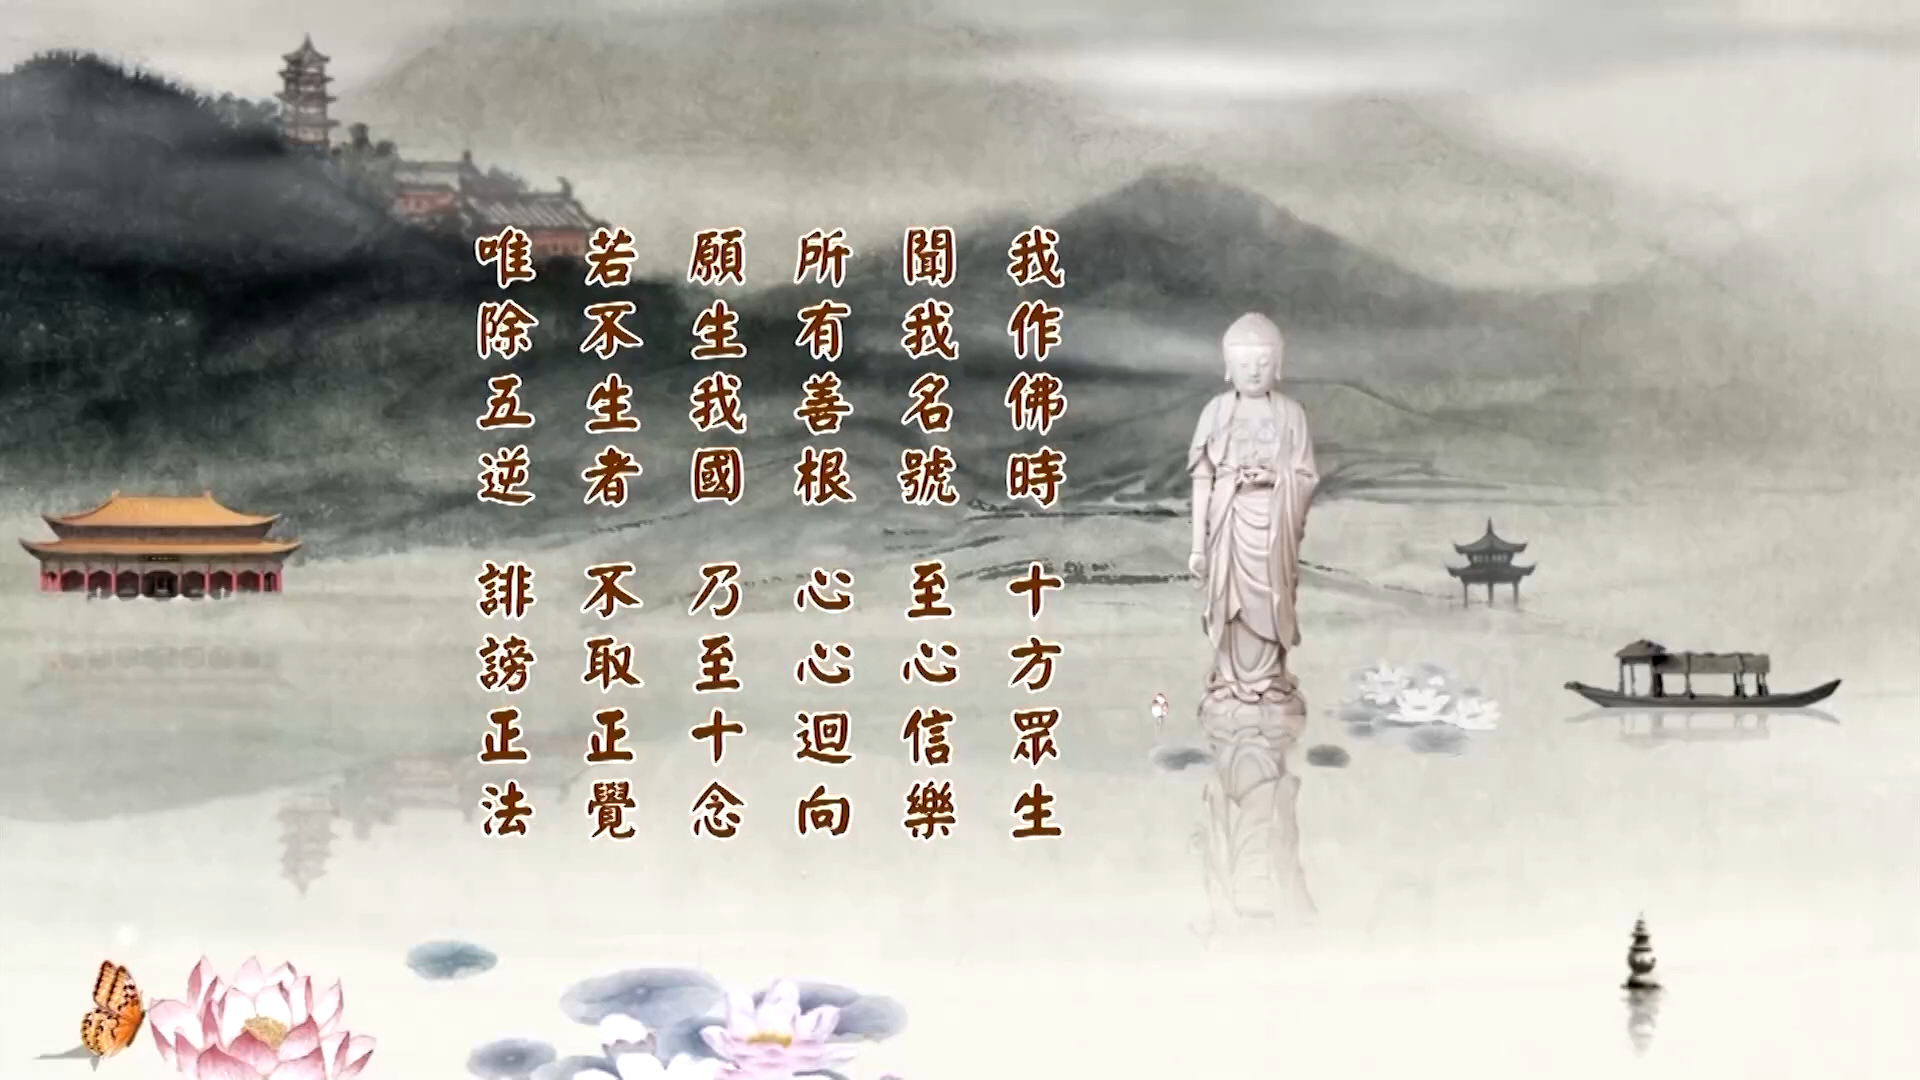 我作佛時 十方眾生
聞我名號 至心信樂
所有善根 心心迴向
願生我國 乃至十念
若不生者 不取正覺
唯除五逆 誹謗正法